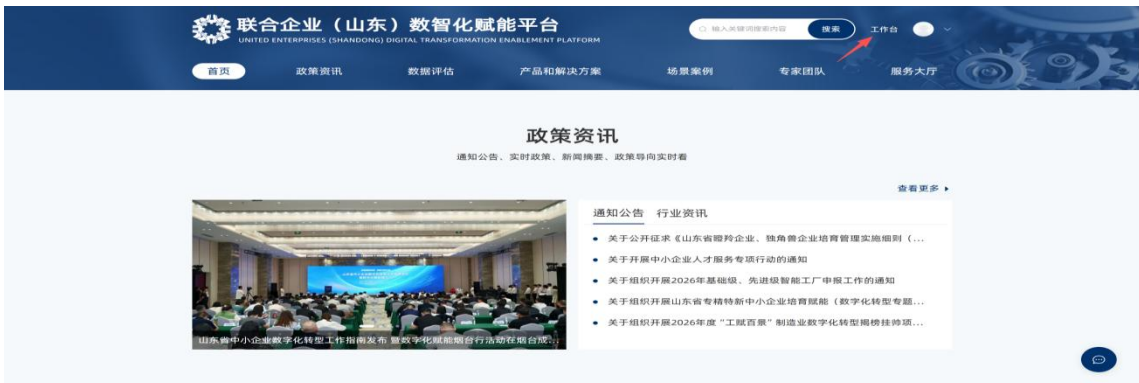 联合企业（山东）数智化赋能平台
UNITED ENTERPRISES (SHANDONG) DIGITAL TRANSFORMATION ENABLEMENT PLATFORM
输入关键词搜索内容 搜索 工作台
首页 政策资讯 数据评估 产品和解决方案 场景案例 专家团队 服务大厅
政策资讯
通知公告、实时政策、新闻摘要、政策导向实时看
查看更多
通知公告 行业资讯
关于公开征求《山东省瞪羚企业、独角兽企业培育管理实施细则（...
关于开展中小企业人才服务专项行动的通知
关于组织开展2026年基础级、先进级智能工厂申报工作的通知
关于组织开展山东省专精特新中小企业培育赋能（数字化转型专题...
关于组织开展2026年度“工赋百景”制造业数字化转型揭榜挂帅项...
山东省中小企业数字化转型工作指南发布 暨数字化赋能烟台行活动在烟台成...